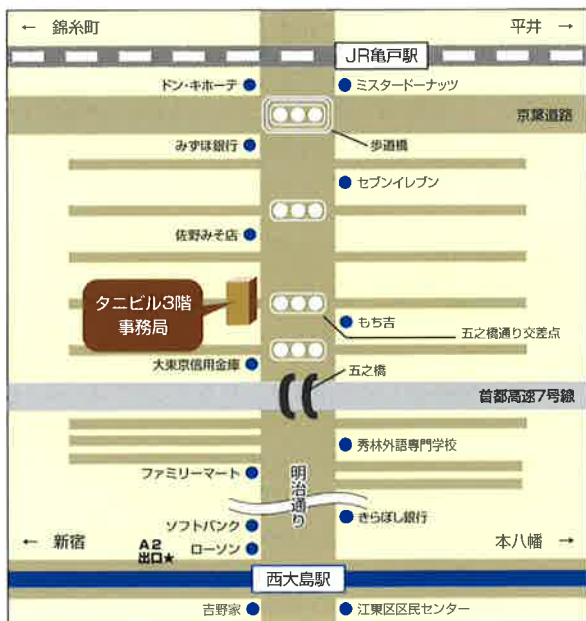 ← 錦糸町
平井 →
JR亀戸駅
ドン・キホーテ
ミスタードーナッツ
京葉道路
みずほ銀行
歩道橋
セブンイレブン
佐野みそ店
タニビル3階
事務局
もち吉
五之橋通り交差点
大東京信用金庫
五之橋
首都高速7号線
秀林外語専門学校
ファミリーマート
明治通り
きらぼし銀行
ソフトバンク
← 新宿
A2
出口★
ローソン
本八幡 →
西大島駅
吉野家
江東区区民センター